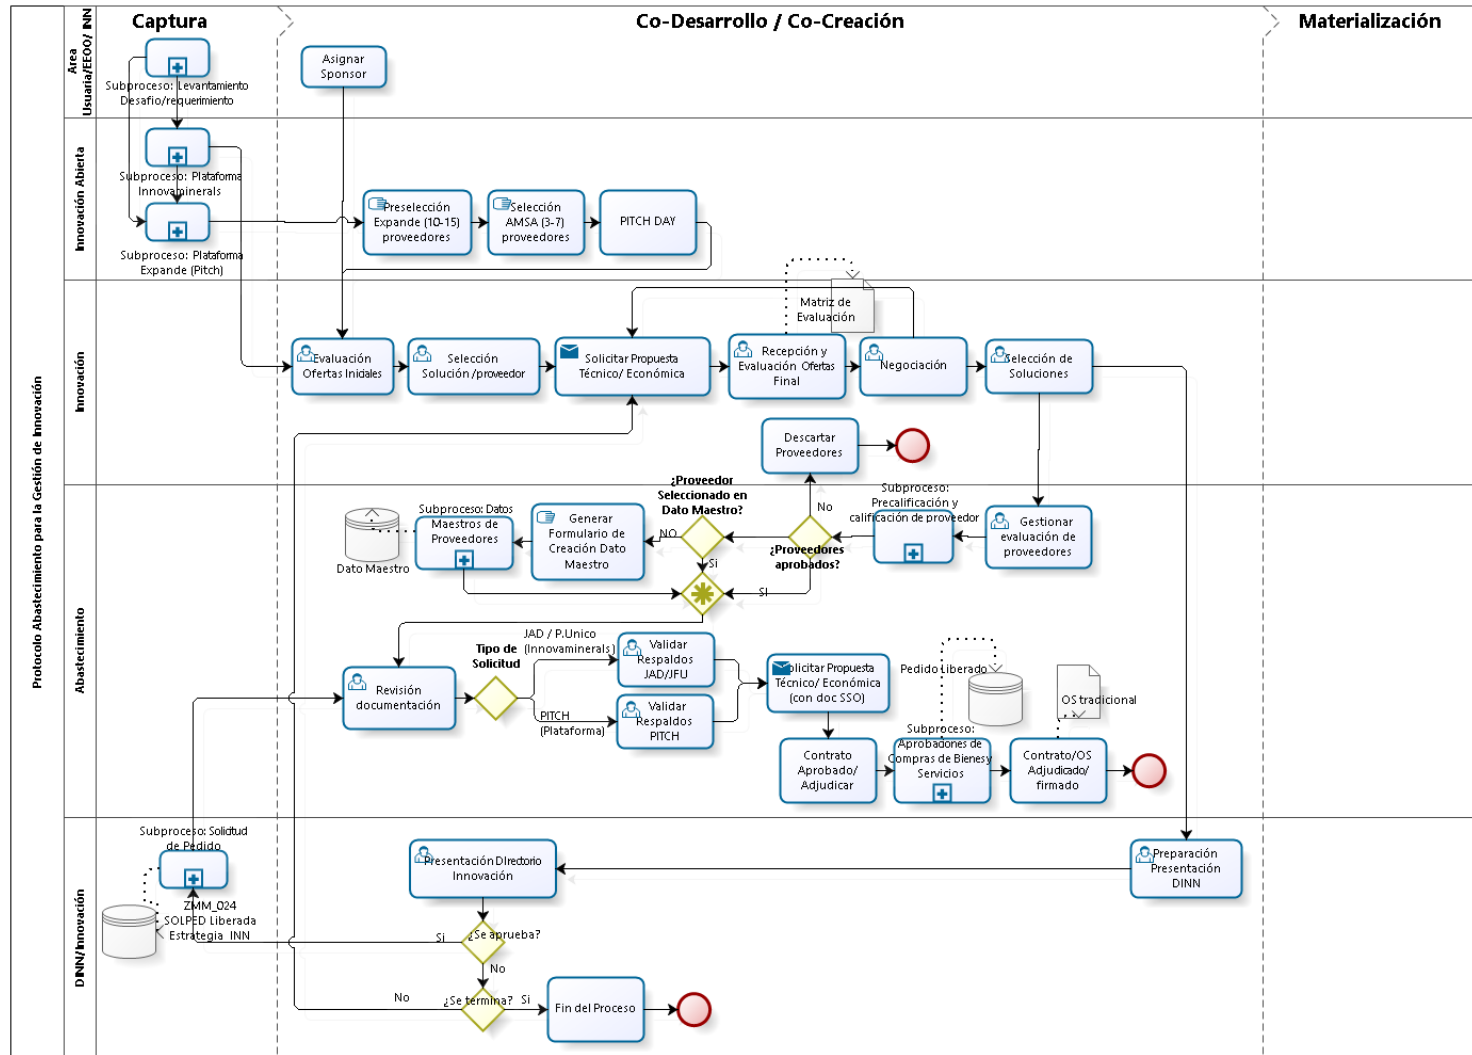 Captura
Co-Desarrollo / Co-Creación
Materialización
Protocolo Abastecimiento para la Gestión de Innovación
Area
Usuaria/EEOO/ INN
Subproceso: Levantamiento
Desafio/requerimiento
Asignar
Sponsor
Innovación Abierta
Subproceso: Plataforma
Innovaminerals
Subproceso: Plataforma
Expande (Pitch)
Preselección
Expande (10-15)
proveedores
Selección
AMSA (3-7)
proveedores
PITCH DAY
Innovación
Matriz de
Evaluación
Evaluación
Ofertas Iniciales
Selección
Solución /proveedor
Solicitar Propuesta
Técnico/ Económica
Recepción y
Evaluación Ofertas
Final
Negociación
Selección de
Soluciones
Descartar
Proveedores
Abastecimiento
¿Proveedor
Seleccionado en
Dato Maestro?
No
Subproceso:
Precalificación y
calificación de proveedor
Gestionar
evaluación de
proveedores
Subproceso: Datos
Maestros de
Proveedores
Generar
Formulario de
Creación Dato
Maestro
NO
¿Proveedores
aprobados?
Dato Maestro
Si
SI
JAD / P.Unico
(Innovaminerals)
Tipo de
Solicitud
Validar
Respaldos
JAD/JFU
Revisión
documentación
PITCH
(Plataforma)
Validar
Respaldos
PITCH
Solicitar Propuesta
Técnico/ Económica
(con doc SSO)
Pedido Liberado
OS tradicional
Contrato
Aprobado/
Adjudicar
Subproceso:
Aprobaciones de
Compras de Bienes y
Servicios
Contrato/OS
Adjudicado/
firmado
DINN/Innovación
Subproceso: Solicitud
de Pedido
ZMM_024
SOLPED Liberada
Estrategia INN
Presentación DIrectorio
Innovación
Preparación
Presentación
DINN
Si
¿Se aprueba?
No
No
¿Se termina?
Si
Fin del Proceso